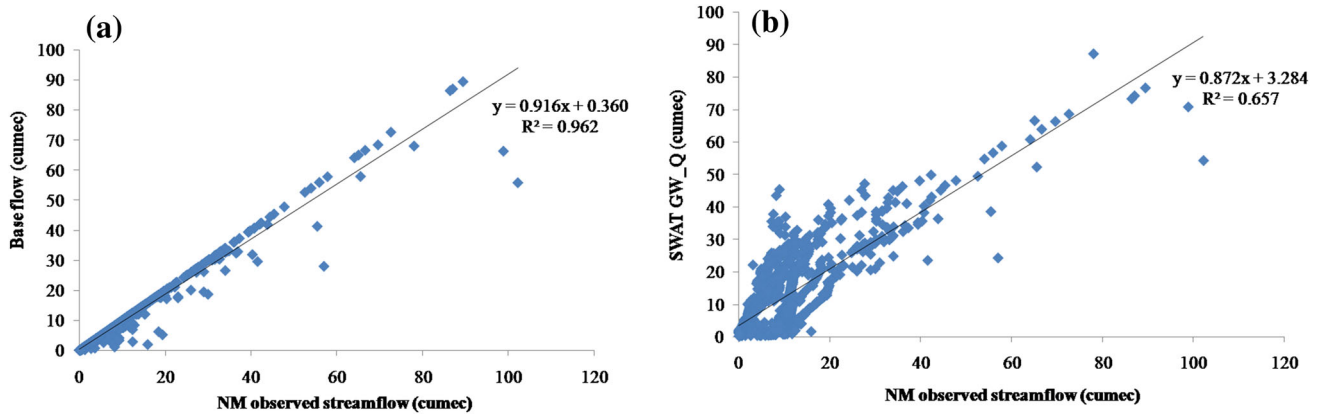 (a)
100
90
80
70
60
50
40
30
20
10
0
Base flow (cumec)
y = 0.916x + 0.360
R² = 0.962
0 20 40 60 80 100 120
NM observed streamflow (cumec)
(b)
100
90
80
70
60
50
40
30
20
10
0
SWAT GW_Q (cumec)
y = 0.872x + 3.284
R² = 0.657
0 20 40 60 80 100 120
NM observed streamflow (cumec)